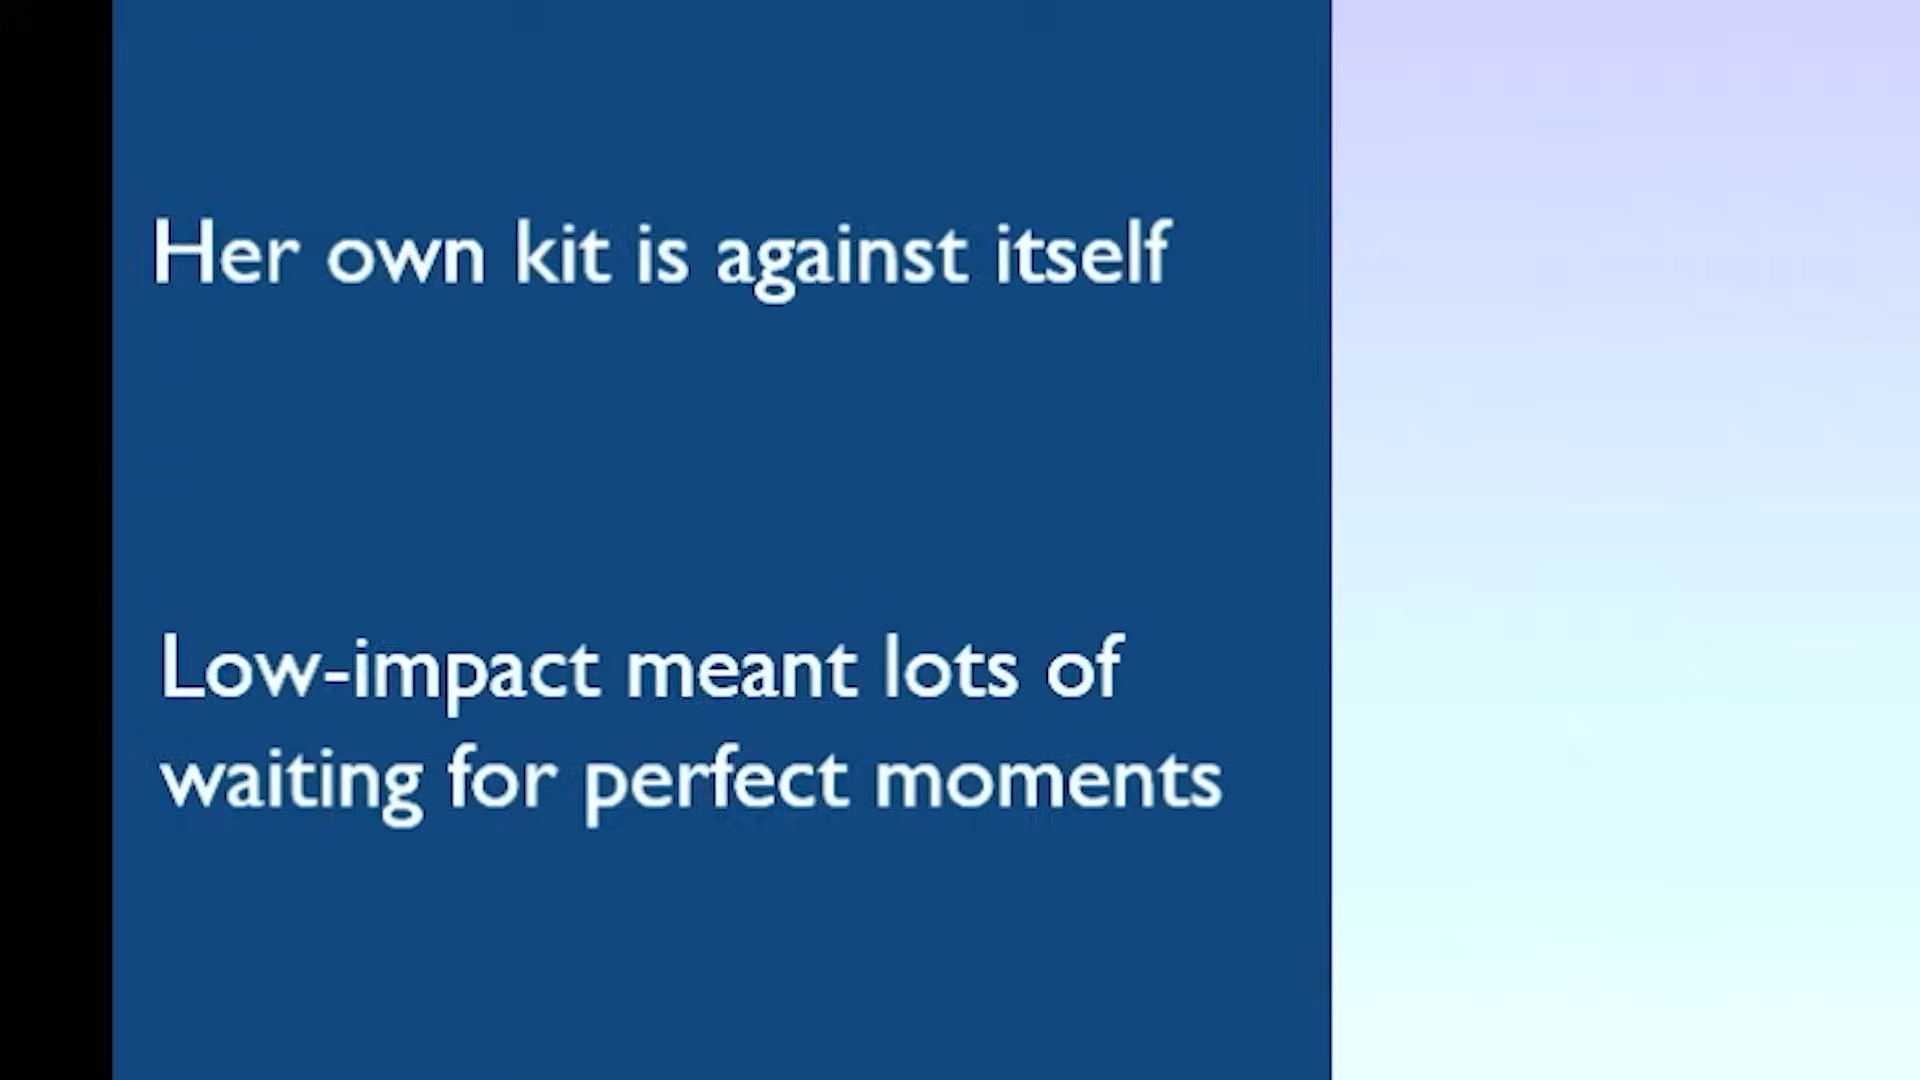 Her own kit is against itself
Low-impact meant lots of
waiting for perfect moments